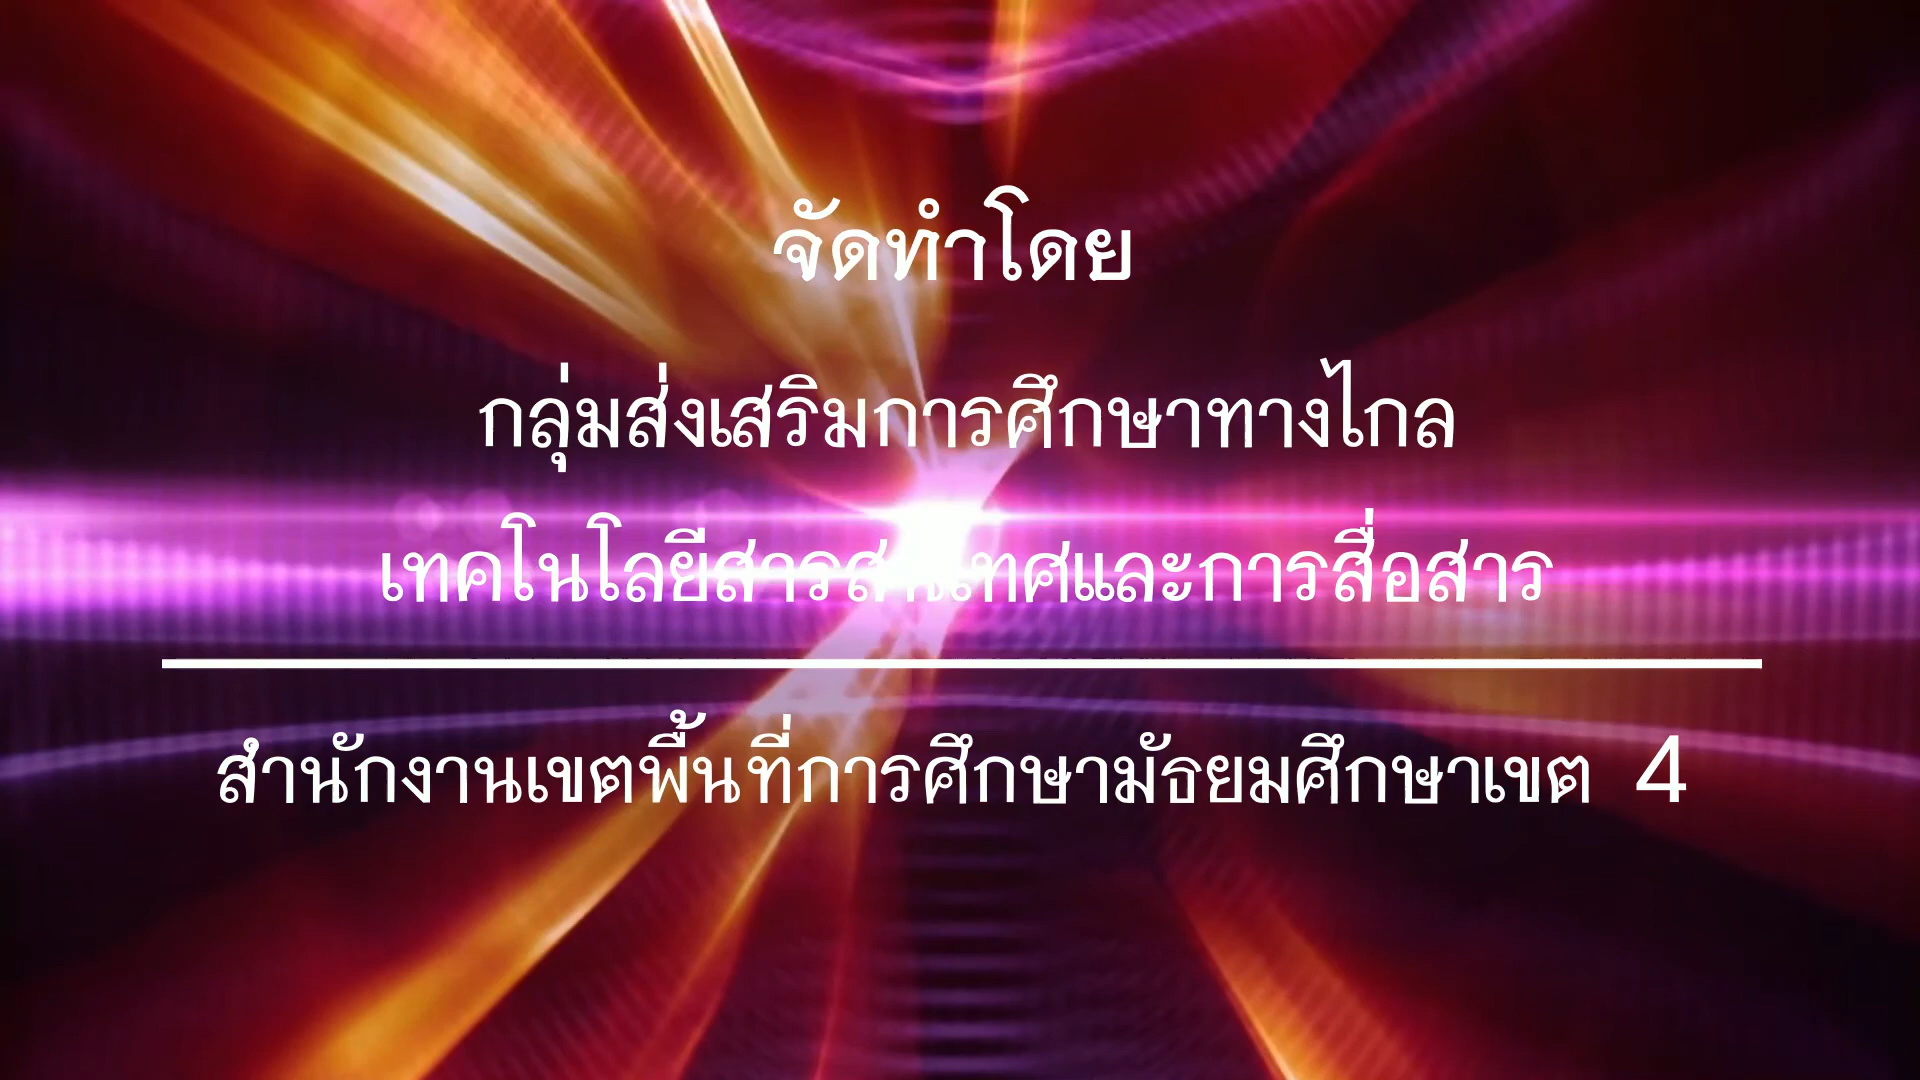 จัดทำโดย
กลุ่มส่งเสริมการศึกษาทางไกล
เทคโนโลยีสารสนเทศและการสื่อสาร
สำนักงานเขตพื้นที่การศึกษามัธยมศึกษาเขต 4